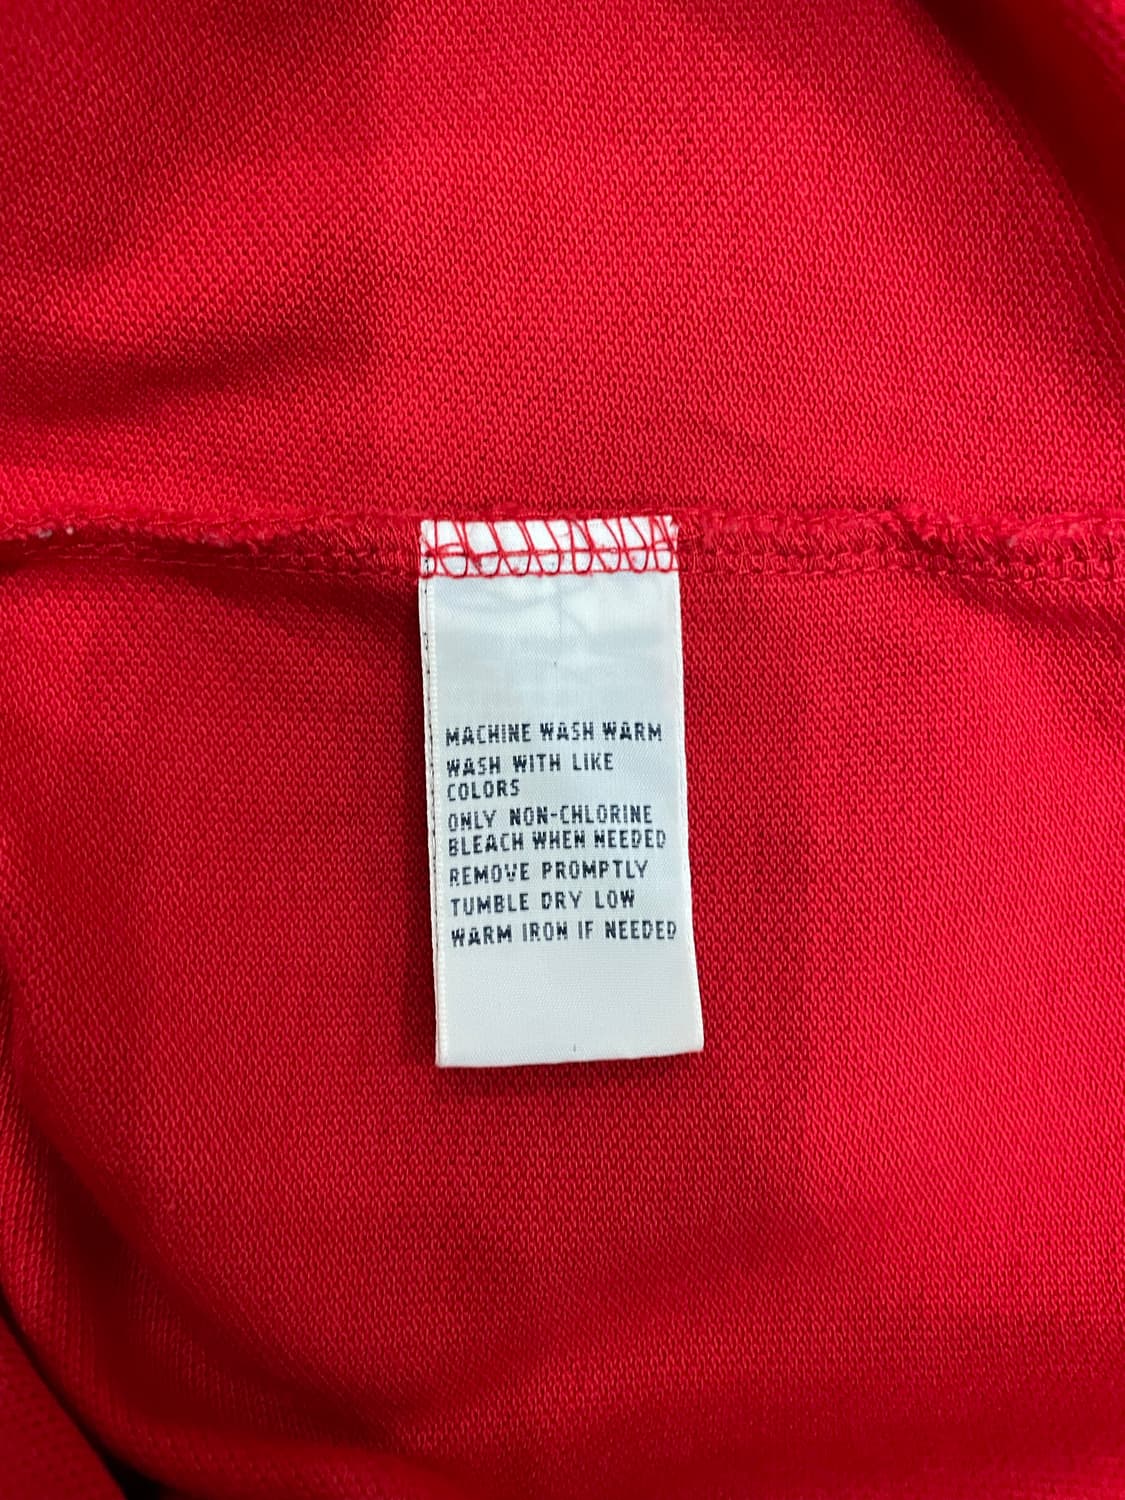 MACHINE WASH WARM
WASH WITH LIKE
COLORS
ONLY NON-CHLORINE
BLEACH WHEN NEEDED
REMOVE PROMPTLY
TUMBLE DRY LOW
WARM IRON IF NEEDED